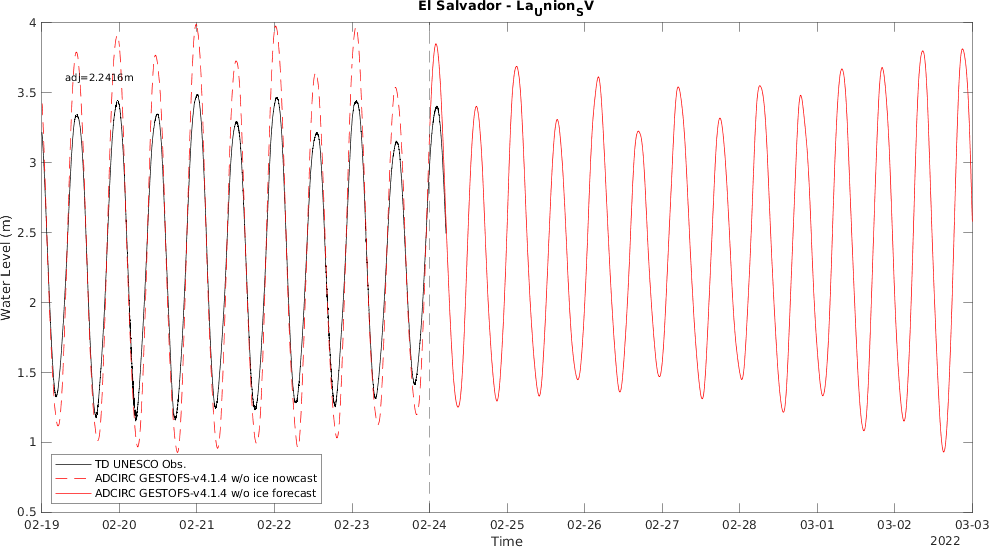 El Salvador - LaUnionSV
4
adj=2.2416m
3.5
3
2.5
Water Level (m)
2
1.5
1
TD UNESCO Obs.
ADCIRC GESTOFS-v4.1.4 w/o ice nowcast
ADCIRC GESTOFS-v4.1.4 w/o ice forecast
0.5
02-19 02-20 02-21 02-22 02-23 02-24 02-25 02-26 02-27 02-28 03-01 03-02 03-03
Time
2022